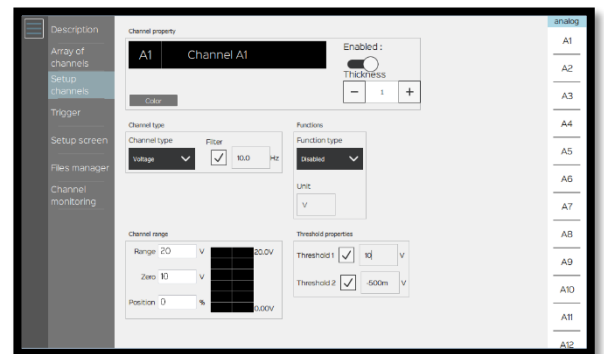 Description
Array of
channels
Setup
channels
Trigger
Setup screen
Files manager
Channel
monitoring
Channel property
A1 Channel A1
Enabled :
Thickness
− 1 +
Color
Channel type
Channel type Filter
Voltage 10.0 Hz
Functions
Function type
Disabled
Unit
V
Channel range
Range 20 V 20.0V
Zero 10 V
Position 0 % 0.00V
Threshold properties
Threshold 1 10 V
Threshold 2 -500m V
analog
A1
A2
A3
A4
A5
A6
A7
A8
A9
A10
A11
A12